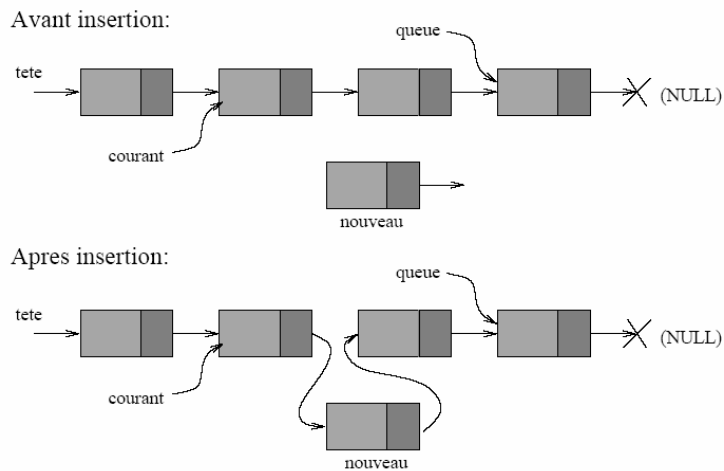 Avant insertion:
queue
tete
(NULL)
courant
nouveau
Apres insertion:
queue
tete
(NULL)
courant
nouveau